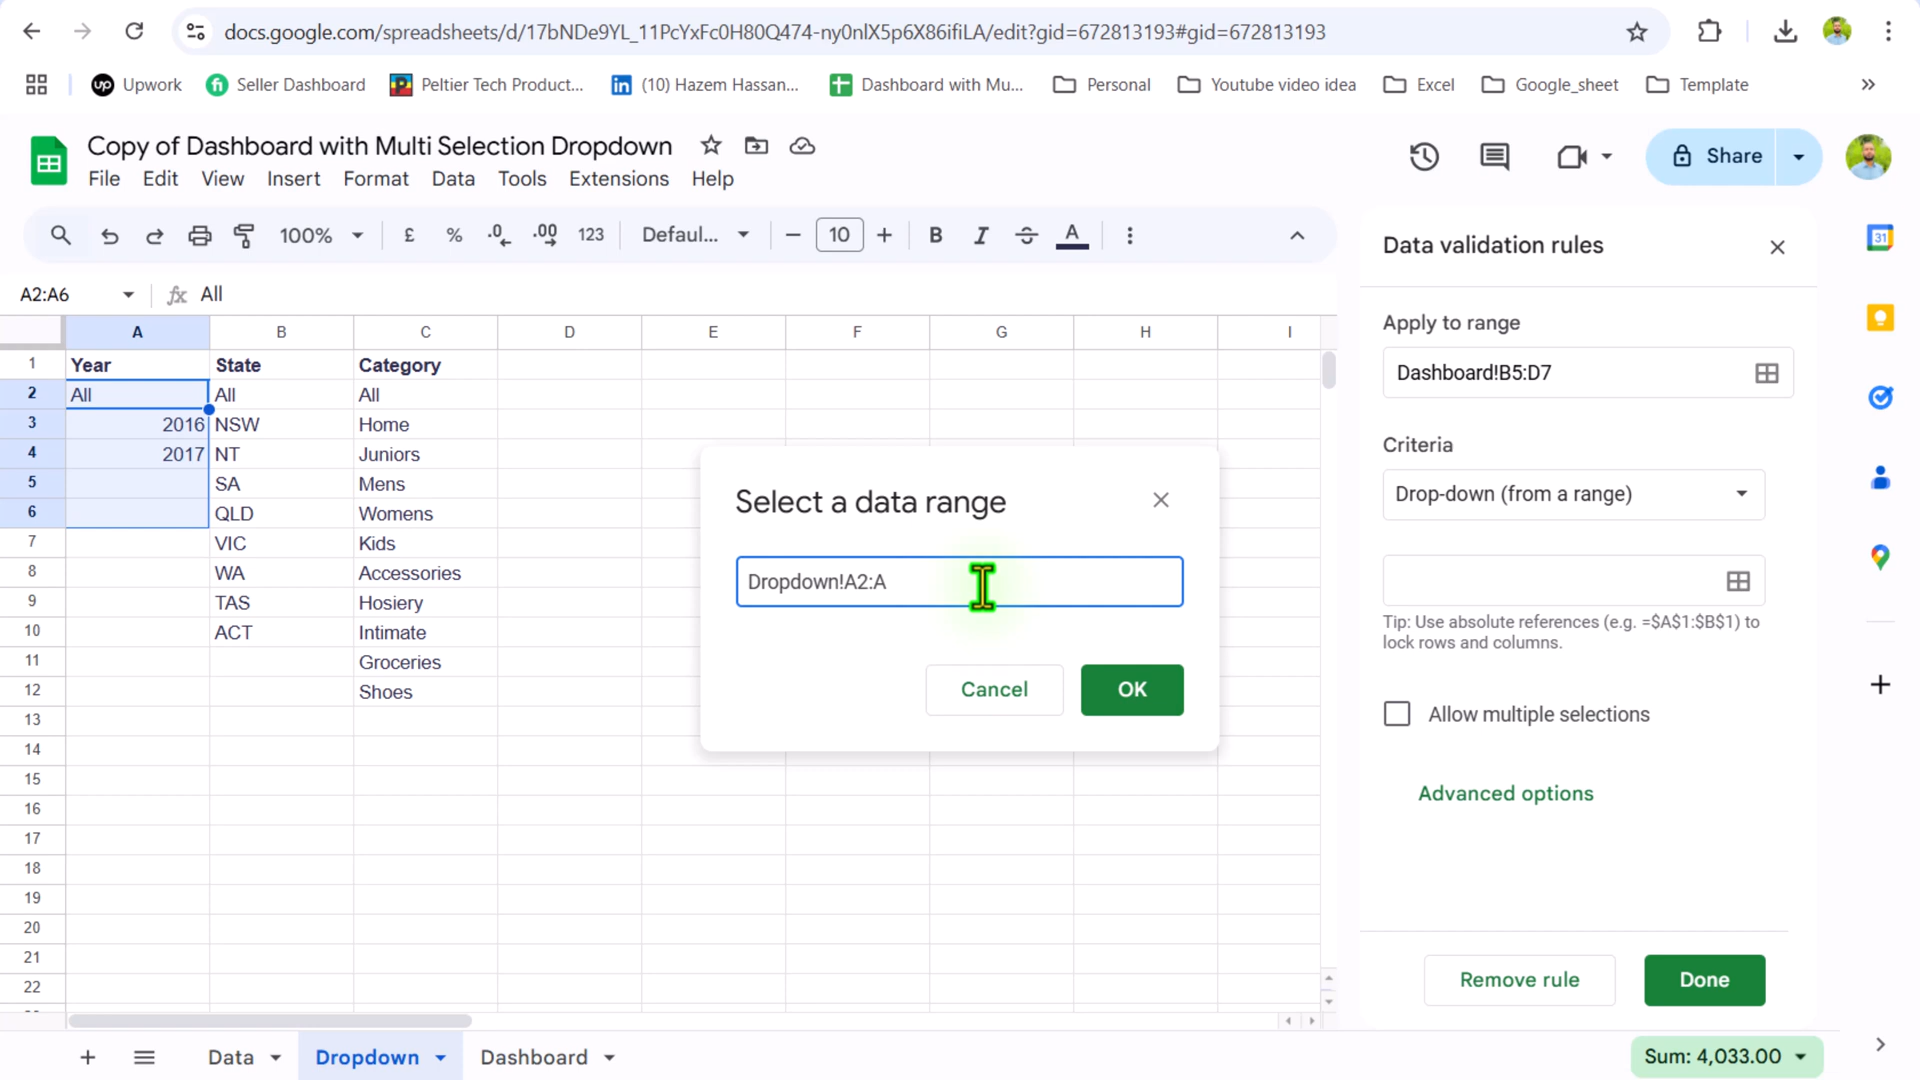 docs.google.com/spreadsheets/d/17bNDe9YL_11PcYxFc0H80Q474-ny0nlX5p6X86ifiLA/edit?gid=672813193#gid=672813193
up Upwork fi Seller Dashboard Peltier Tech Product... in (10) Hazem Hassan... Dashboard with Mu... Personal Youtube video idea Excel Google_sheet Template
Copy of Dashboard with Multi Selection Dropdown
Share
File Edit View Insert Format Data Tools Extensions Help
100% £ % .0 .00 123 Defaul... 10 B I A
Data validation rules
31
A2:A6 fx All
Apply to range
Dashboard!B5:D7
Criteria
Drop-down (from a range)
Tip: Use absolute references (e.g. =$A$1:$B$1) to
lock rows and columns.
Allow multiple selections
Advanced options
Remove rule Done
A B C D E F G H I
1 Year State Category
2 All All All
3 2016 NSW Home
4 2017 NT Juniors
5 SA Mens
6 QLD Womens
7 VIC Kids
8 WA Accessories
9 TAS Hosiery
10 ACT Intimate
11 Groceries
12 Shoes
13
14
15
16
17
18
19
20
21
22
Select a data range
Dropdown!A2:A
Cancel OK
Data Dropdown Dashboard Sum: 4,033.00